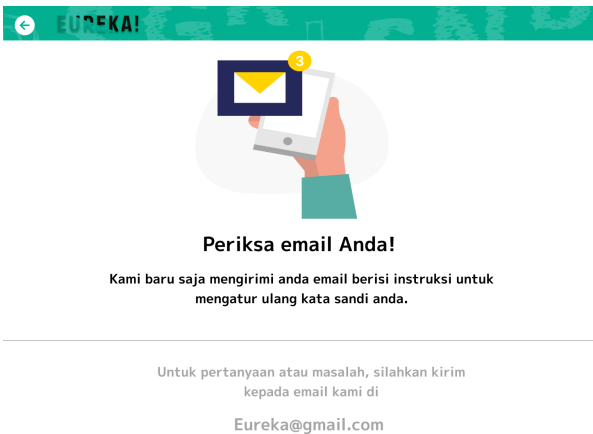 EUREKA!
3
Periksa email Anda!
Kami baru saja mengirimi anda email berisi instruksi untuk
mengatur ulang kata sandi anda.
Untuk pertanyaan atau masalah, silahkan kirim
kepada email kami di
Eureka@gmail.com